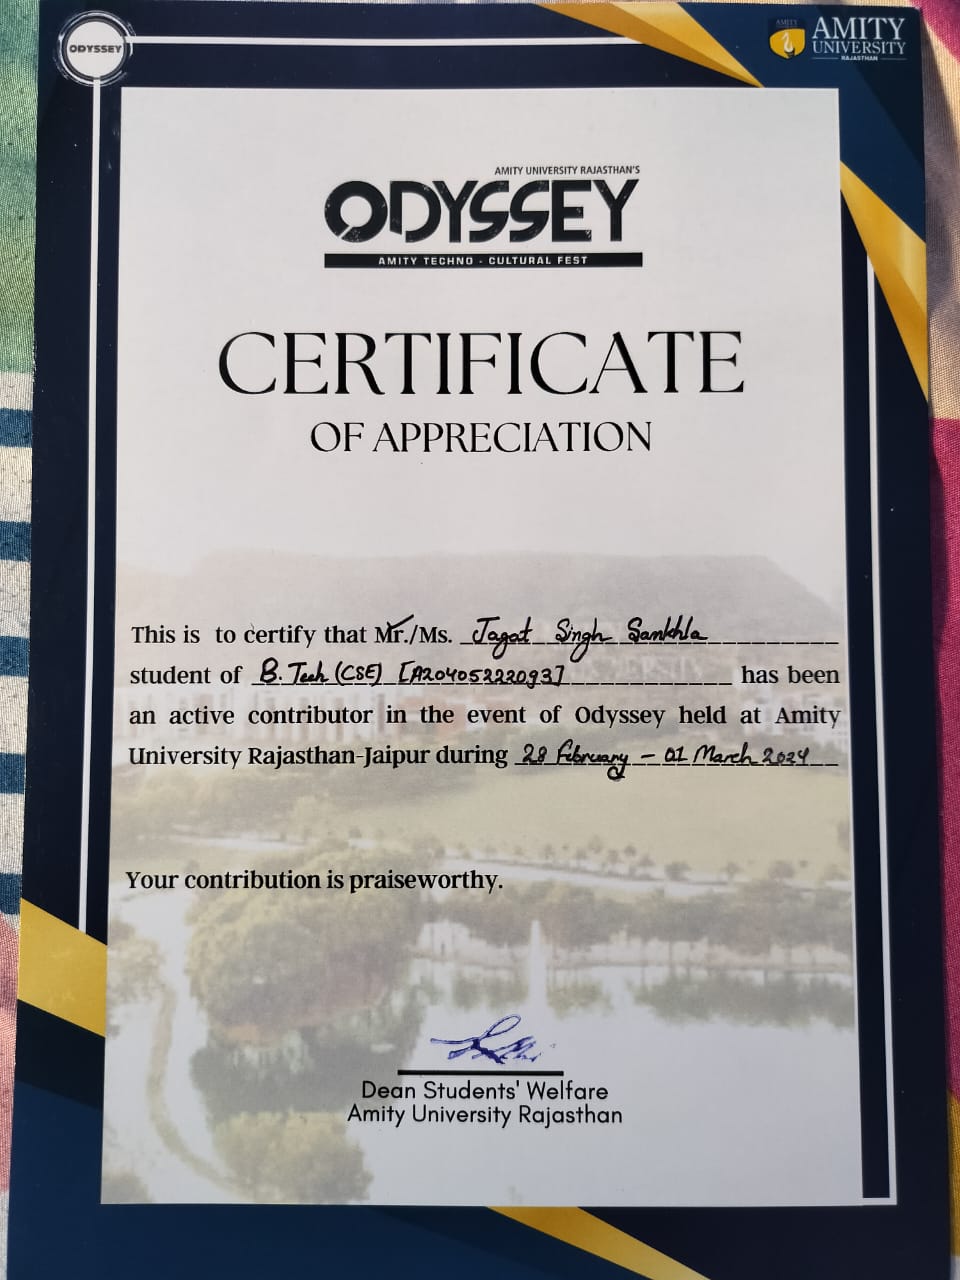 ODYSSEY
AMITY
AMITY
UNIVERSITY
RAJASTHAN
AMITY UNIVERSITY RAJASTHAN'S
ODYSSEY
AMITY TECHNO - CULTURAL FEST
CERTIFICATE
OF APPRECIATION
This is to certify that Mr./Ms. Jagat Singh Sankhla
student of B. Tech (CSE) [A20405222093] has been
an active contributor in the event of Odyssey held at Amity
University Rajasthan-Jaipur during 28 February - 01 March 2024
Your contribution is praiseworthy.
Dean Students' Welfare
Amity University Rajasthan